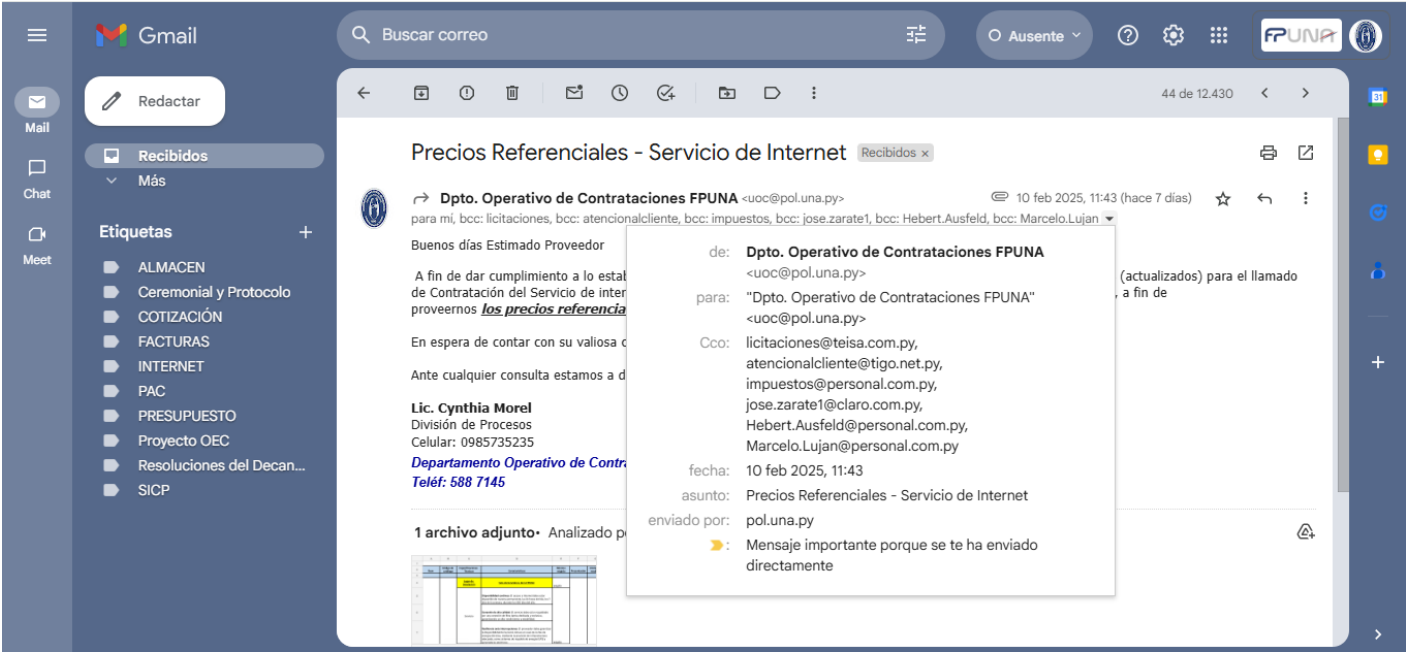 Gmail
Buscar correo
Ausente
FPUNA
Redactar
44 de 12.430
Mail
Recibidos
Más
Chat
Meet
Etiquetas
ALMACEN
Ceremonial y Protocolo
COTIZACIÓN
FACTURAS
INTERNET
PAC
PRESUPUESTO
Proyecto OEC
Resoluciones del Decan...
SICP
31
Precios Referenciales - Servicio de Internet Recibidos ×
Dpto. Operativo de Contrataciones FPUNA <uoc@pol.una.py>
10 feb 2025, 11:43 (hace 7 días)
para mí, bcc: licitaciones, bcc: atencionalcliente, bcc: impuestos, bcc: jose.zarate1, bcc: Hebert.Ausfeld, bcc: Marcelo.Lujan
Buenos días Estimado Proveedor
A fin de dar cumplimiento a lo (actualizados) para el llamado
de Contratación del Servicio de , a fin de
proveernos los precios
En espera de contar con su valiosa
Ante cualquier consulta estamos a
Lic. Cynthia Morel
División de Procesos
Celular: 0985735235
Departamento Operativo de
Teléf: 588 7145
1 archivo adjunto• Analizado
de: Dpto. Operativo de Contrataciones FPUNA
<uoc@pol.una.py>
para: "Dpto. Operativo de Contrataciones FPUNA"
<uoc@pol.una.py>
Cco: licitaciones@teisa.com.py,
atencionalcliente@tigo.net.py,
impuestos@personal.com.py,
jose.zarate1@claro.com.py,
Hebert.Ausfeld@personal.com.py,
Marcelo.Lujan@personal.com.py
fecha: 10 feb 2025, 11:43
asunto: Precios Referenciales - Servicio de Internet
enviado por: pol.una.py
: Mensaje importante porque se te ha enviado
directamente